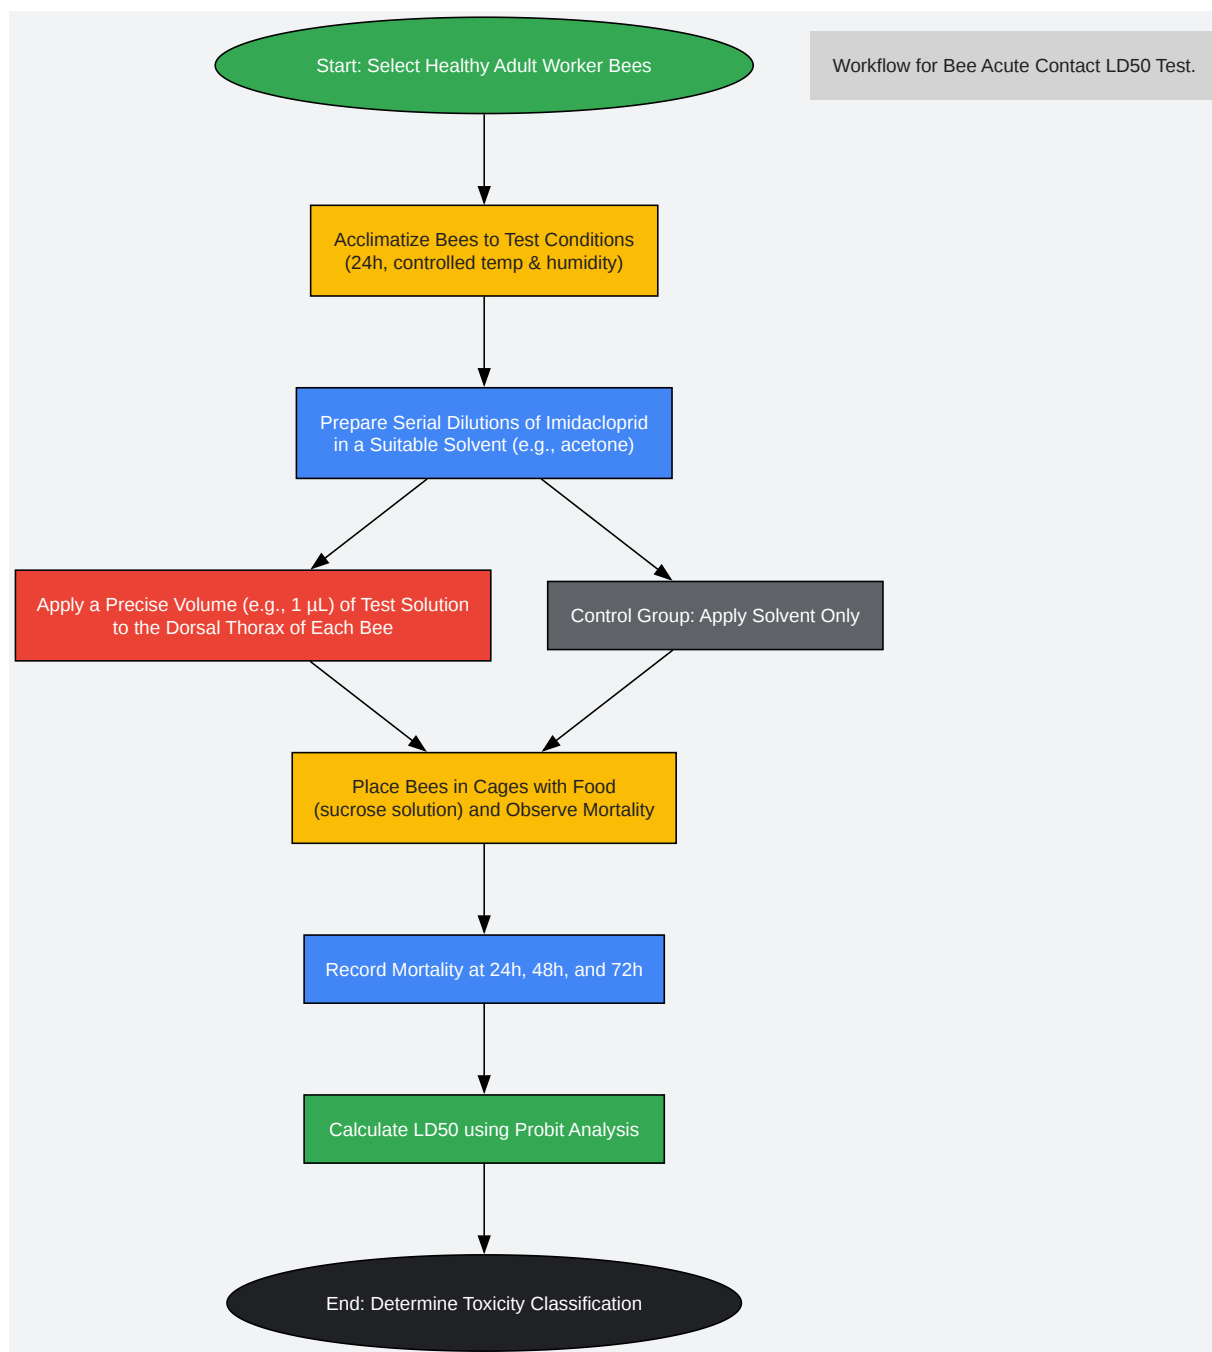 Start: Select Healthy Adult Worker Bees
Workflow for Bee Acute Contact LD50 Test.
Acclimatize Bees to Test Conditions
(24h, controlled temp & humidity)
Prepare Serial Dilutions of Imidacloprid
in a Suitable Solvent (e.g., acetone)
Apply a Precise Volume (e.g., 1 µL) of Test Solution
to the Dorsal Thorax of Each Bee
Control Group: Apply Solvent Only
Place Bees in Cages with Food
(sucrose solution) and Observe Mortality
Record Mortality at 24h, 48h, and 72h
Calculate LD50 using Probit Analysis
End: Determine Toxicity Classification